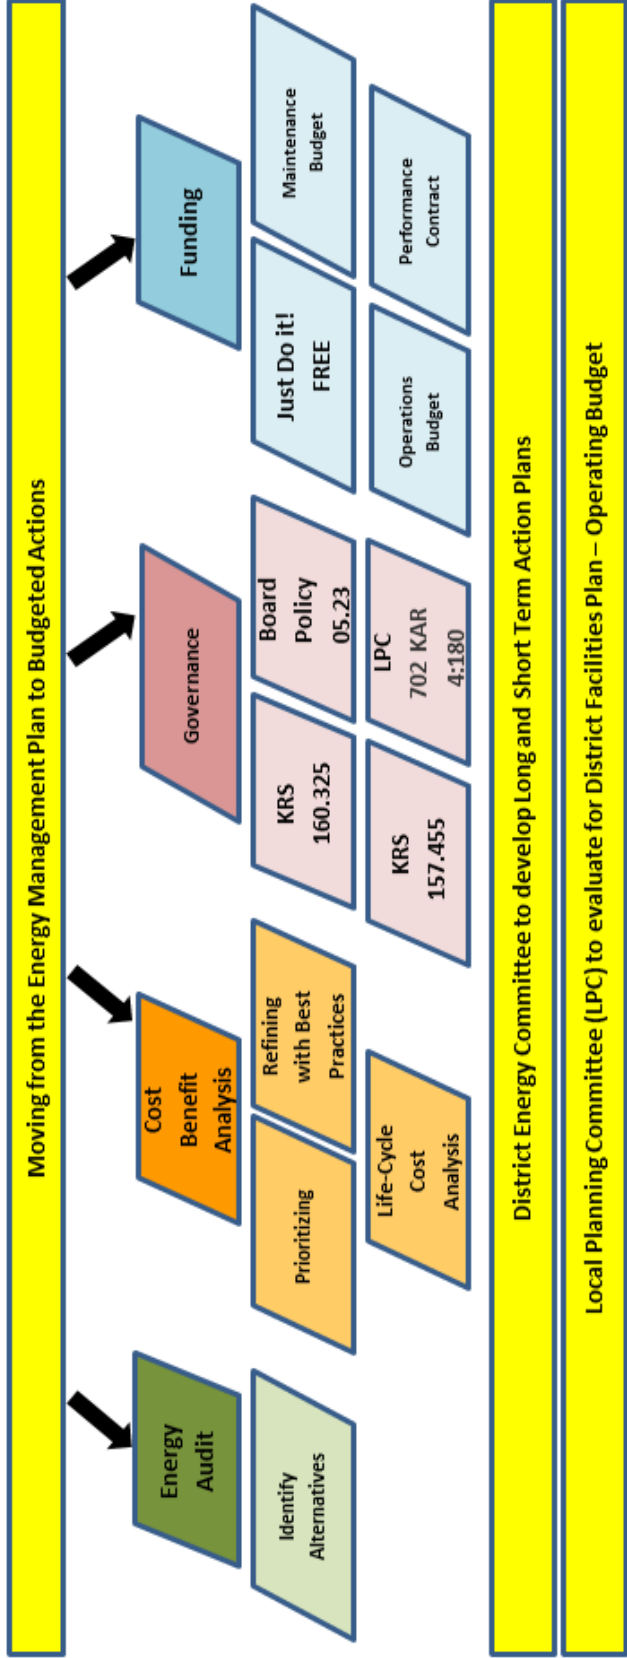 Moving from the Energy Management Plan to Budgeted Actions
Energy
Audit
Identify
Alternatives
Cost
Benefit
Analysis
Prioritizing
Refining
with Best
Practices
Life-Cycle
Cost
Analysis
Governance
KRS
160.325
Board
Policy
05.23
KRS
157.455
LPC
702 KAR
4:180
Funding
Just Do it!
FREE
Maintenance
Budget
Operations
Budget
Performance
Contract
District Energy Committee to develop Long and Short Term Action Plans
Local Planning Committee (LPC) to evaluate for District Facilities Plan – Operating Budget